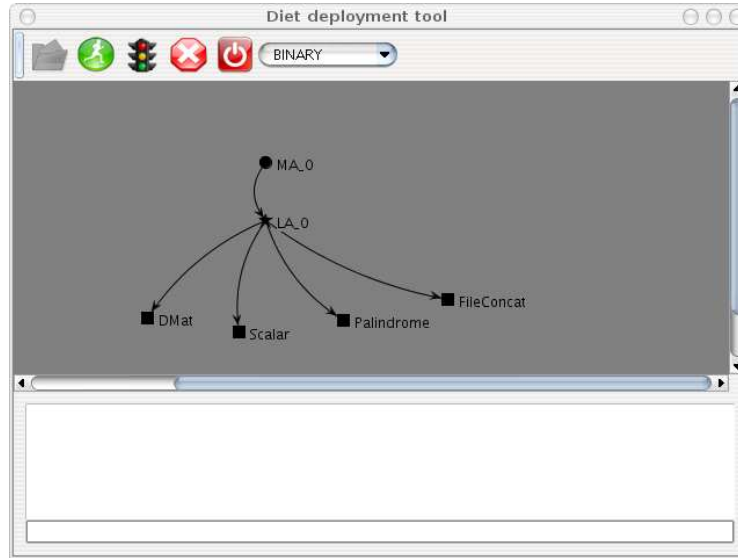 Diet deployment tool
BINARY
MA_0
LA_0
FileConcat
DMat
Palindrome
Scalar